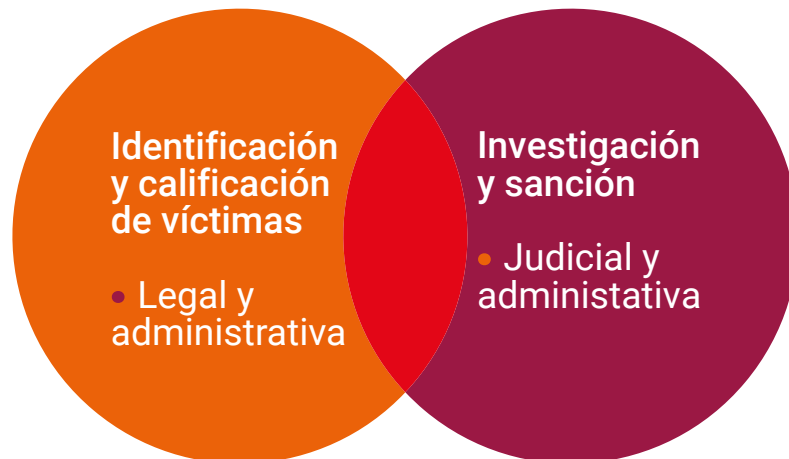 Identificación
y calificación
de víctimas
• Legal y
administrativa
Investigación
y sanción
• Judicial y
administativa